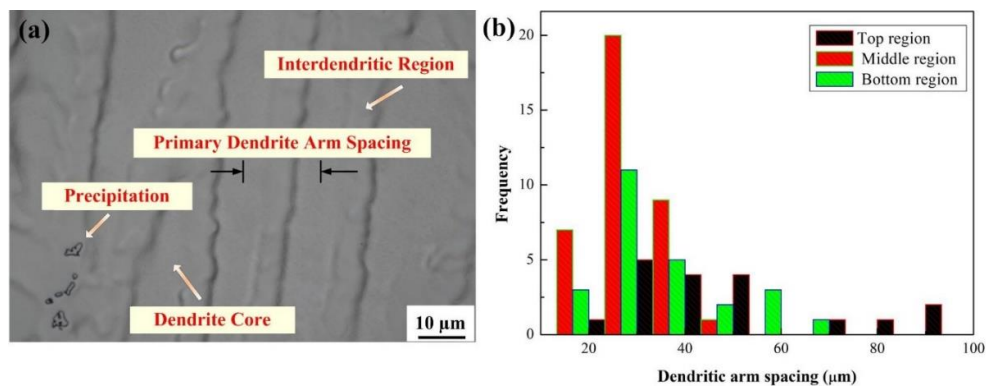 (a)
Interdendritic Region
Primary Dendrite Arm Spacing
Precipitation
Dendrite Core
10 μm
(b)
Top region
Middle region
Bottom region
Frequency
20
15
10
5
0
20
40
60
80
100
Dendritic arm spacing (μm)